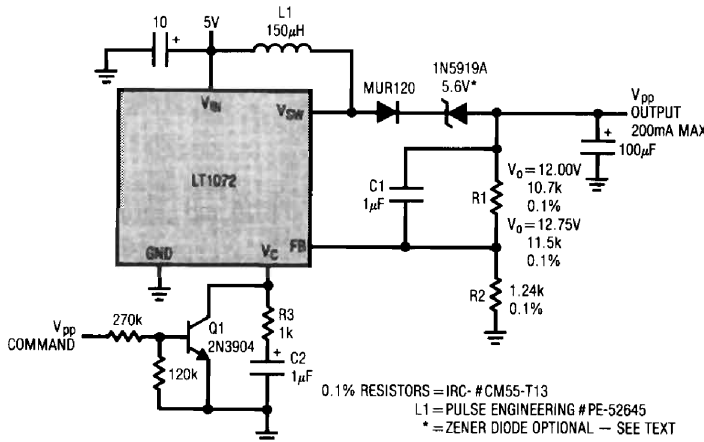 L1
150μH
10
+
5V
MUR120
1N5919A
5.6V*
VIN
VSW
LT1072
GND
VC
FB
Vpp
OUTPUT
200mA MAX
+
100μF
C1
1μF
R1
VO=12.00V
10.7k
0.1%
VO=12.75V
11.5k
0.1%
R2
1.24k
0.1%
Vpp
COMMAND
270k
120k
Q1
2N3904
R3
1k
+
C2
1μF
0.1% RESISTORS=IRC-#CM55-T13
L1=PULSE ENGINEERING #PE-52645
*=ZENER DIODE OPTIONAL — SEE TEXT